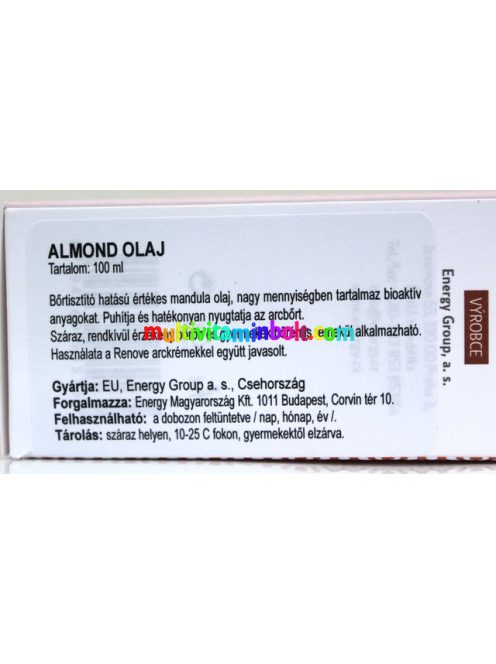 ALMOND OLAJ
Tartalom: 100 ml
Bőrtisztító hatású értékes mandula olaj, nagy mennyiségben tartalmaz bioaktív
anyagokat. Puhítja és hatékonyan nyugtatja az arcbőrt.
multivitaminbolt.com
Száraz, rendkívül érzékeny bőrre és alkalmazható.
Használata a Renove arckrémekkel együtt javasolt.
Gyártja: EU, Energy Group a. s., Csehország
Forgalmazza: Energy Magyarország Kft. 1011 Budapest, Corvin tér 10.
Felhasználható: a dobozon feltüntetve / nap, hónap, év /.
Tárolás: száraz helyen, 10-25 C fokon, gyermekektől elzárva.
VÝROBCE
Energy Group, a. s.